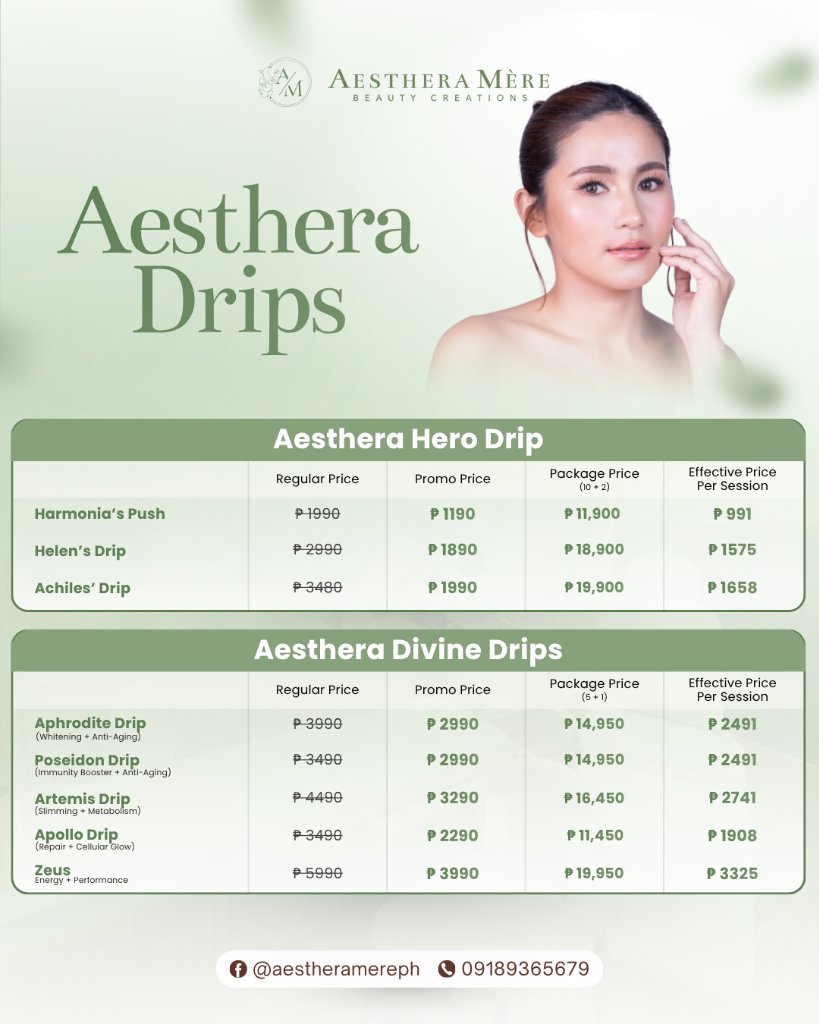 A/M
AESTHERA MÈRE
BEAUTY CREATIONS
Aesthera
Drips
Aesthera Hero Drip
Regular Price Promo Price Package Price (10 + 2) Effective Price Per Session
Harmonia's Push ₱ 1990 ₱ 1190 ₱ 11,900 ₱ 991
Helen's Drip ₱ 2990 ₱ 1890 ₱ 18,900 ₱ 1575
Achiles' Drip ₱ 3480 ₱ 1990 ₱ 19,900 ₱ 1658
Aesthera Divine Drips
Regular Price Promo Price Package Price (5 + 1) Effective Price Per Session
Aphrodite Drip ₱ 3990 ₱ 2990 ₱ 14,950 ₱ 2491
(Whitening + Anti-Aging)
Poseidon Drip ₱ 3490 ₱ 2990 ₱ 14,950 ₱ 2491
(Immunity Booster + Anti-Aging)
Artemis Drip ₱ 4490 ₱ 3290 ₱ 16,450 ₱ 2741
(Slimming + Metabolism)
Apollo Drip ₱ 3490 ₱ 2290 ₱ 11,450 ₱ 1908
(Repair + Cellular Glow)
Zeus ₱ 5990 ₱ 3990 ₱ 19,950 ₱ 3325
Energy + Performance
@aestheramereph 09189365679